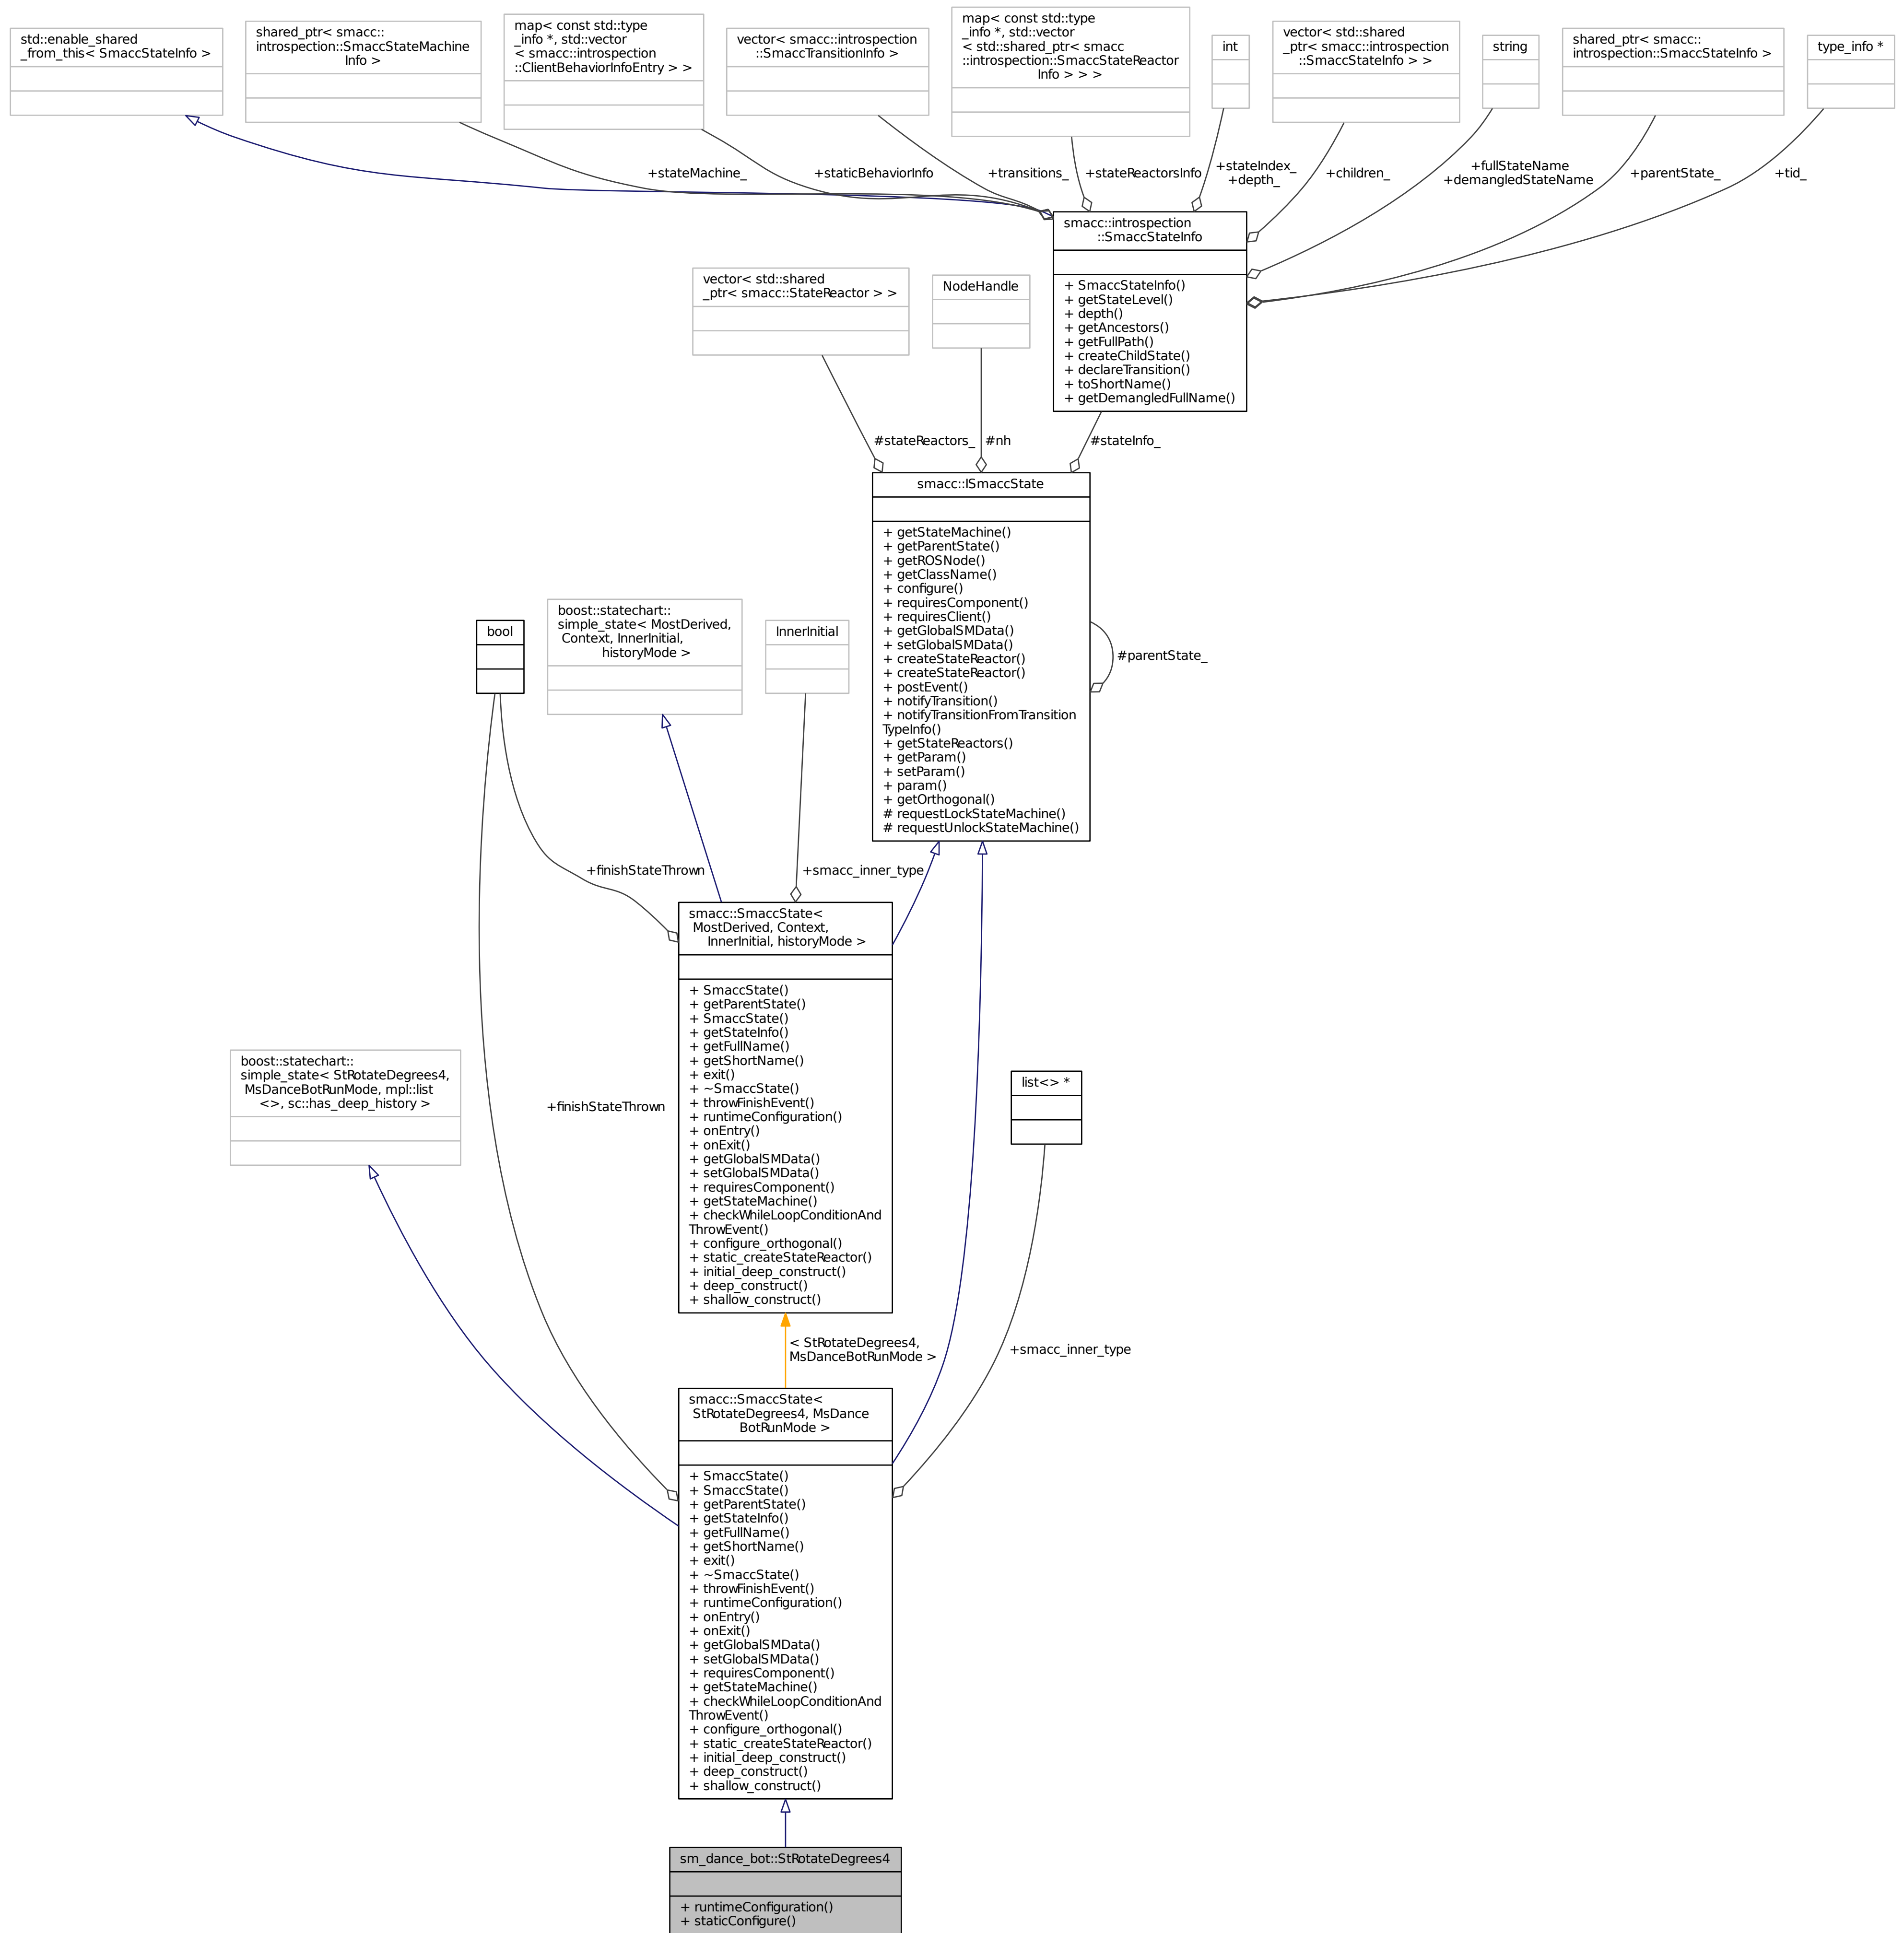 std::enable_shared
_from_this< SmaccStateInfo >
shared_ptr< smacc::
introspection::SmaccStateMachine
Info >
map< const std::type
_info *, std::vector
< smacc::introspection
::ClientBehaviorInfoEntry > >
vector< smacc::introspection
::SmaccTransitionInfo >
map< const std::type
_info *, std::vector
< std::shared_ptr< smacc
::introspection::SmaccStateReactor
Info > > >
int
vector< std::shared
_ptr< smacc::introspection
::SmaccStateInfo > >
string
shared_ptr< smacc::
introspection::SmaccStateInfo >
type_info *
+stateMachine_
+staticBehaviorInfo
+transitions_
+stateReactorsInfo
+stateIndex_
+depth_
+children_
+fullStateName
+demangledStateName
+parentState_
+tid_
smacc::introspection
::SmaccStateInfo
+ SmaccStateInfo()
+ getStateLevel()
+ depth()
+ getAncestors()
+ getFullPath()
+ createChildState()
+ declareTransition()
+ toShortName()
+ getDemangledFullName()
vector< std::shared
_ptr< smacc::StateReactor > >
NodeHandle
#stateReactors_
#nh
#stateInfo_
smacc::ISmaccState
+ getStateMachine()
+ getParentState()
+ getROSNode()
+ getClassName()
+ configure()
+ requiresComponent()
+ requiresClient()
+ getGlobalSMData()
+ setGlobalSMData()
+ createStateReactor()
+ createStateReactor()
+ postEvent()
+ notifyTransition()
+ notifyTransitionFromTransition
TypeInfo()
+ getStateReactors()
+ getParam()
+ setParam()
+ param()
+ getOrthogonal()
# requestLockStateMachine()
# requestUnlockStateMachine()
#parentState_
bool
boost::statechart::
simple_state< MostDerived,
Context, InnerInitial,
historyMode >
InnerInitial
+finishStateThrown
+smacc_inner_type
smacc::SmaccState<
MostDerived, Context,
InnerInitial, historyMode >
+ SmaccState()
+ getParentState()
+ SmaccState()
+ getStateInfo()
+ getFullName()
+ getShortName()
+ exit()
+ ~SmaccState()
+ throwFinishEvent()
+ runtimeConfiguration()
+ onEntry()
+ onExit()
+ getGlobalSMData()
+ setGlobalSMData()
+ requiresComponent()
+ getStateMachine()
+ checkWhileLoopConditionAnd
ThrowEvent()
+ configure_orthogonal()
+ static_createStateReactor()
+ initial_deep_construct()
+ deep_construct()
+ shallow_construct()
boost::statechart::
simple_state< StRotateDegrees4,
MsDanceBotRunMode, mpl::list
<>, sc::has_deep_history >
+finishStateThrown
list<> *
< StRotateDegrees4,
MsDanceBotRunMode >
+smacc_inner_type
smacc::SmaccState<
StRotateDegrees4, MsDance
BotRunMode >
+ SmaccState()
+ SmaccState()
+ getParentState()
+ getStateInfo()
+ getFullName()
+ getShortName()
+ exit()
+ ~SmaccState()
+ throwFinishEvent()
+ runtimeConfiguration()
+ onEntry()
+ onExit()
+ getGlobalSMData()
+ setGlobalSMData()
+ requiresComponent()
+ getStateMachine()
+ checkWhileLoopConditionAnd
ThrowEvent()
+ configure_orthogonal()
+ static_createStateReactor()
+ initial_deep_construct()
+ deep_construct()
+ shallow_construct()
sm_dance_bot::StRotateDegrees4
+ runtimeConfiguration()
+ staticConfigure()